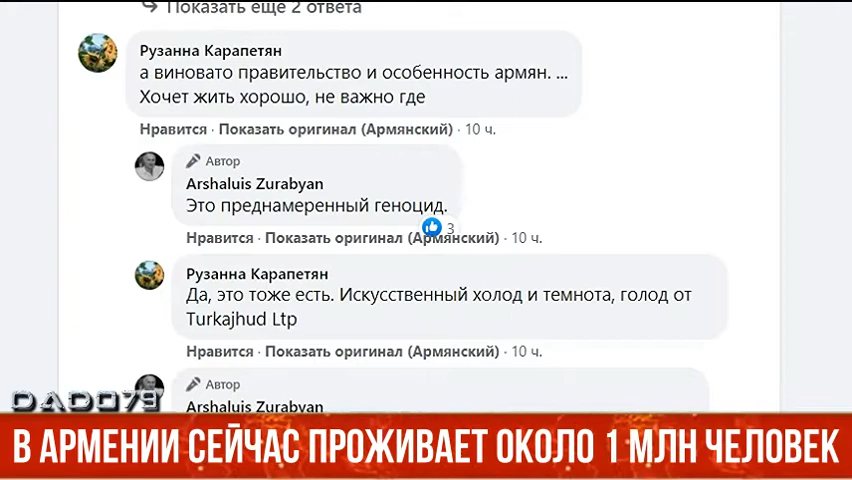 Показать ещё 2 ответа
Рузанна Карапетян
а виновато правительство и особенность армян. ...
Хочет жить хорошо, не важно где
Нравится · Показать оригинал (Армянский) · 10 ч.
Автор
Arshaluis Zurabyan
Это преднамеренный геноцид.
3
Нравится · Показать оригинал (Армянский) · 10 ч.
Рузанна Карапетян
Да, это тоже есть. Искусственный холод и темнота, голод от
Turkajhud Ltp
Нравится · Показать оригинал (Армянский) · 10 ч.
Автор
Arshaluis Zurabyan
DADO79
В АРМЕНИИ СЕЙЧАС ПРОЖИВАЕТ ОКОЛО 1 МЛН ЧЕЛОВЕК